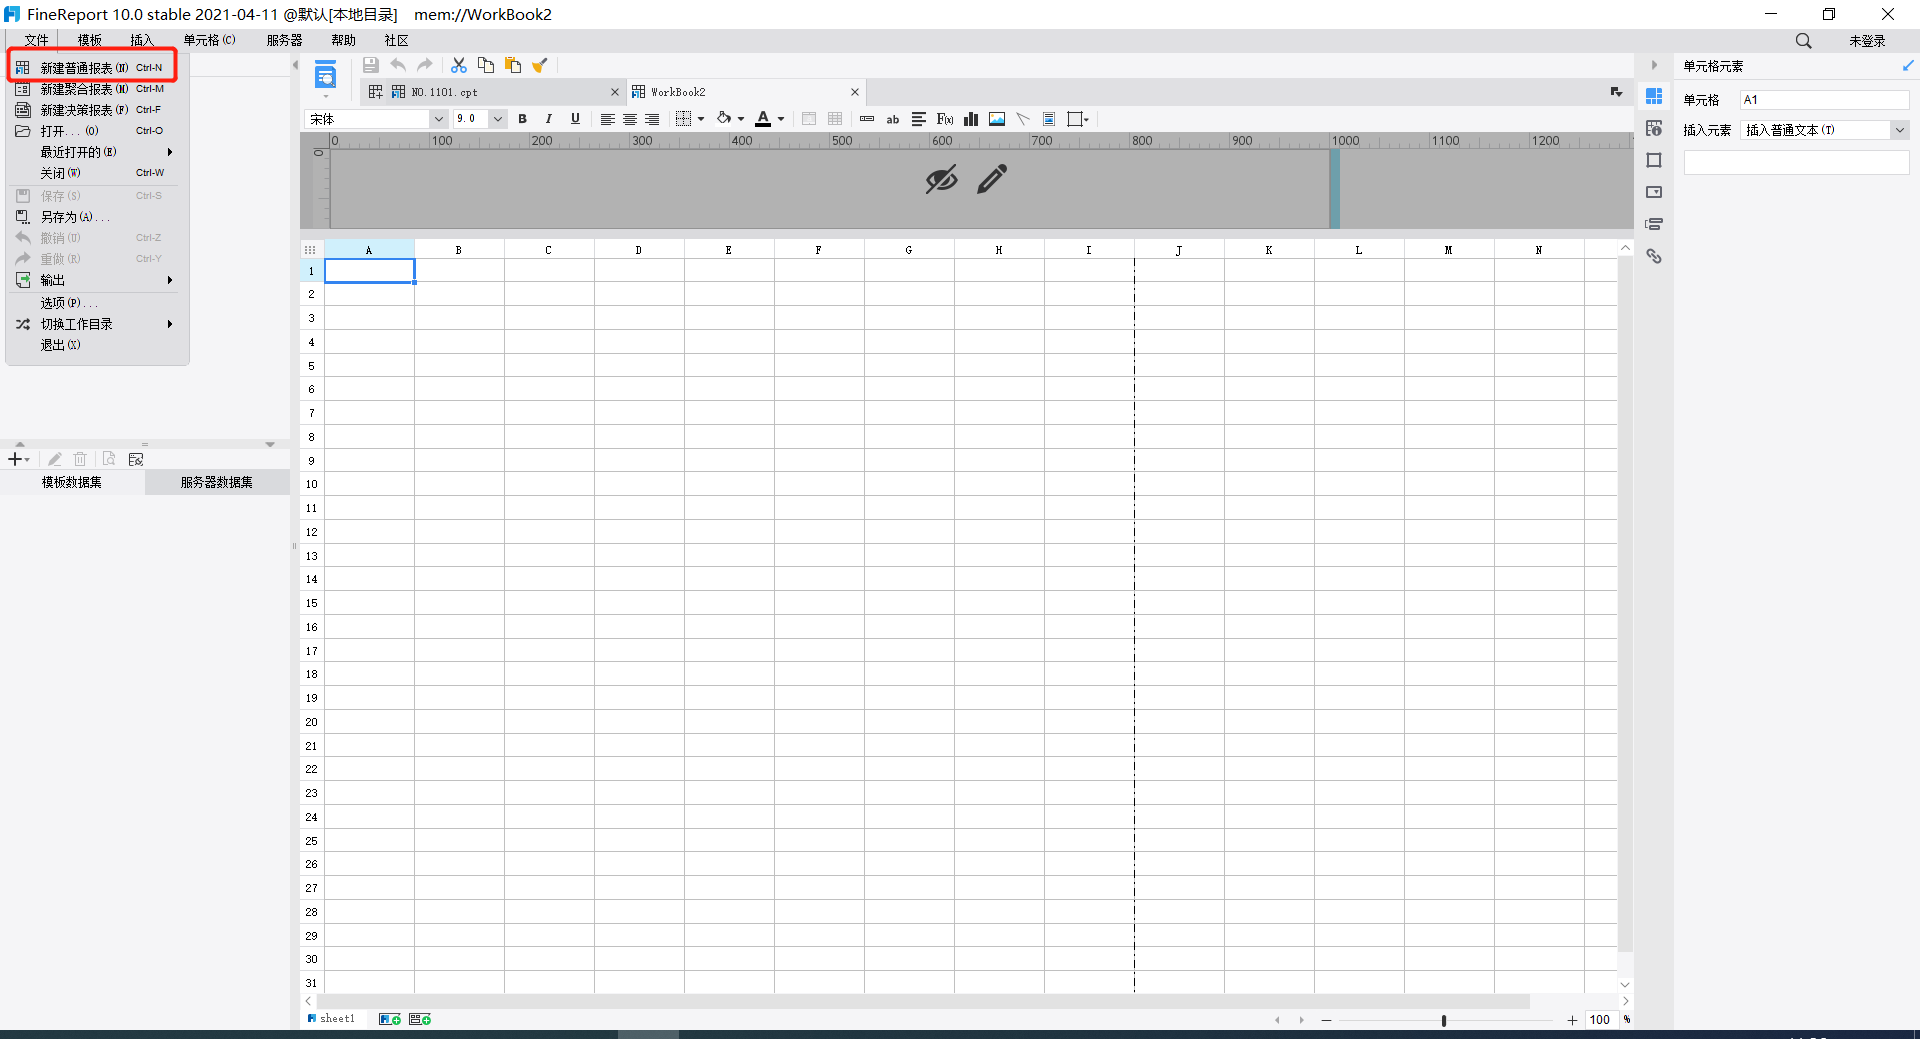 FineReport 10.0 stable 2021-04-11 @默认[本地目录] mem://WorkBook2
文件 模板 插入 单元格(C) 服务器 帮助 社区 未登录
新建普通报表(N) Ctrl-N
新建聚合报表(M) Ctrl-M
新建决策报表(F) Ctrl-F
打开...(O) Ctrl-O
最近打开的(E)
关闭(W) Ctrl-W
保存(S) Ctrl-S
另存为(A)...
撤销(U) Ctrl-Z
重做(R) Ctrl-Y
输出
选项(P)...
切换工作目录
退出(X)
模板数据集 服务器数据集
NO.1101.cpt WorkBook2
宋体 9.0 B I U A ab F(x)
0 100 200 300 400 500 600 700 800 900 1000 1100 1200
0
A B C D E F G H I J K L M N
1
2
3
4
5
6
7
8
9
10
11
12
13
14
15
16
17
18
19
20
21
22
23
24
25
26
27
28
29
30
31
sheet1
100 %
单元格元素
单元格 A1
插入元素 插入普通文本(T)